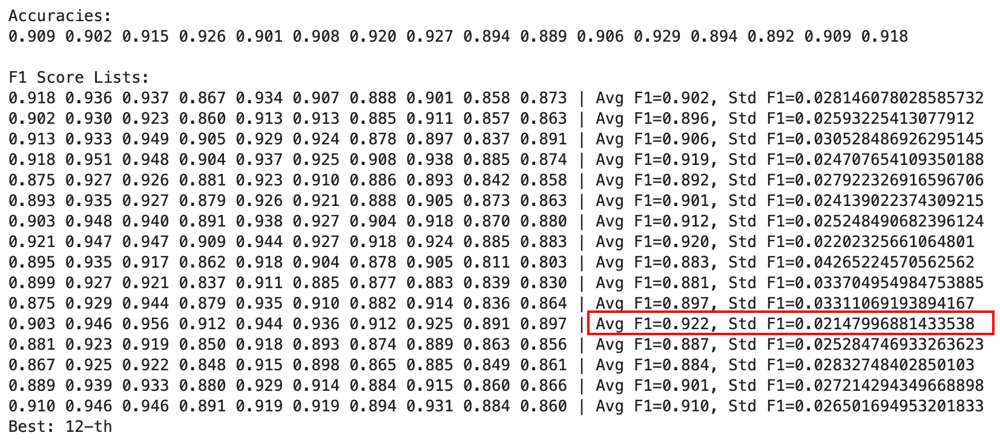 Accuracies:
0.909 0.902 0.915 0.926 0.901 0.908 0.920 0.927 0.894 0.889 0.906 0.929 0.894 0.892 0.909 0.918
F1 Score Lists:
0.918 0.936 0.937 0.867 0.934 0.907 0.888 0.901 0.858 0.873 | Avg F1=0.902, Std F1=0.028146078028585732
0.902 0.930 0.923 0.860 0.913 0.913 0.885 0.911 0.857 0.863 | Avg F1=0.896, Std F1=0.02593225413077912
0.913 0.933 0.949 0.905 0.929 0.924 0.878 0.897 0.837 0.891 | Avg F1=0.906, Std F1=0.030528486926295145
0.918 0.951 0.948 0.904 0.937 0.925 0.908 0.938 0.885 0.874 | Avg F1=0.919, Std F1=0.024707654109350188
0.875 0.927 0.926 0.881 0.923 0.910 0.886 0.893 0.842 0.858 | Avg F1=0.892, Std F1=0.027922326916596706
0.893 0.935 0.927 0.879 0.926 0.921 0.888 0.905 0.873 0.863 | Avg F1=0.901, Std F1=0.024139022374309215
0.903 0.948 0.940 0.891 0.938 0.927 0.904 0.918 0.870 0.880 | Avg F1=0.912, Std F1=0.025248490682396124
0.921 0.947 0.947 0.909 0.944 0.927 0.918 0.924 0.885 0.883 | Avg F1=0.920, Std F1=0.02202325661064801
0.895 0.935 0.917 0.862 0.918 0.904 0.878 0.905 0.811 0.803 | Avg F1=0.883, Std F1=0.04265224570562562
0.899 0.927 0.921 0.837 0.911 0.885 0.877 0.883 0.839 0.830 | Avg F1=0.881, Std F1=0.033704954984753885
0.875 0.929 0.944 0.879 0.935 0.910 0.882 0.914 0.836 0.864 | Avg F1=0.897, Std F1=0.03311069193894167
0.903 0.946 0.956 0.912 0.944 0.936 0.912 0.925 0.891 0.897 | Avg F1=0.922, Std F1=0.02147996881433538
0.881 0.923 0.919 0.850 0.918 0.893 0.874 0.889 0.863 0.856 | Avg F1=0.887, Std F1=0.025284746933263623
0.867 0.925 0.922 0.848 0.915 0.898 0.865 0.885 0.849 0.861 | Avg F1=0.884, Std F1=0.02832748402850103
0.889 0.939 0.933 0.880 0.929 0.914 0.884 0.915 0.860 0.866 | Avg F1=0.901, Std F1=0.027214294349668898
0.910 0.946 0.946 0.891 0.919 0.919 0.894 0.931 0.884 0.860 | Avg F1=0.910, Std F1=0.026501694953201833
Best: 12-th